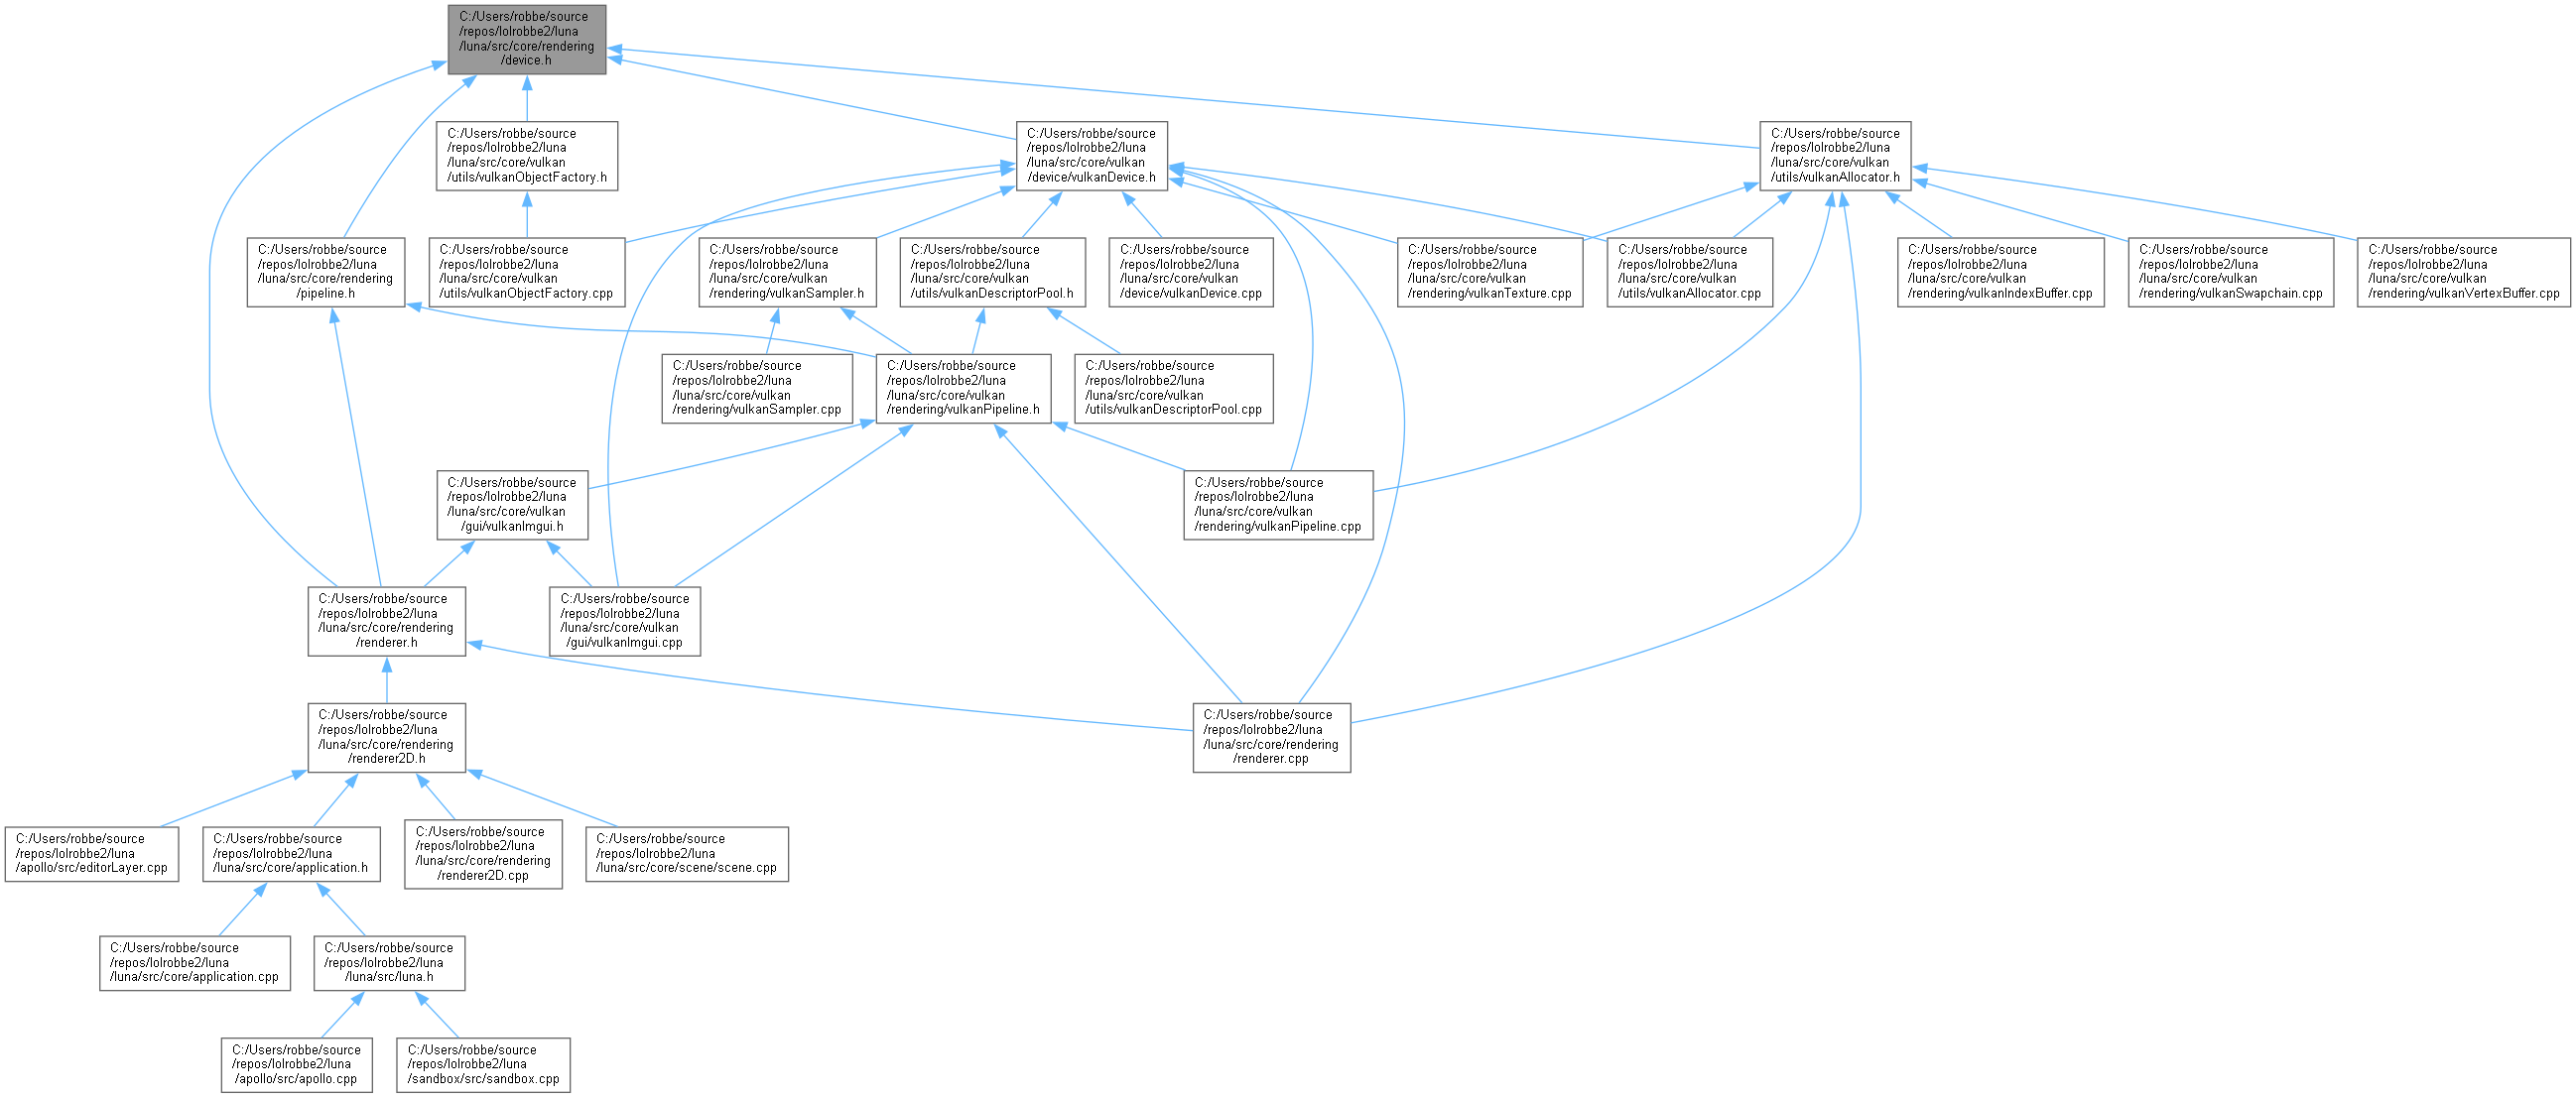 C:/Users/robbe/source
/repos/lolrobbe2/luna
/luna/src/core/rendering
/device.h
C:/Users/robbe/source
/repos/lolrobbe2/luna
/luna/src/core/vulkan
/utils/vulkanObjectFactory.h
C:/Users/robbe/source
/repos/lolrobbe2/luna
/luna/src/core/vulkan
/device/vulkanDevice.h
C:/Users/robbe/source
/repos/lolrobbe2/luna
/luna/src/core/vulkan
/utils/vulkanAllocator.h
C:/Users/robbe/source
/repos/lolrobbe2/luna
/luna/src/core/rendering
/pipeline.h
C:/Users/robbe/source
/repos/lolrobbe2/luna
/luna/src/core/vulkan
/utils/vulkanObjectFactory.cpp
C:/Users/robbe/source
/repos/lolrobbe2/luna
/luna/src/core/vulkan
/rendering/vulkanSampler.h
C:/Users/robbe/source
/repos/lolrobbe2/luna
/luna/src/core/vulkan
/utils/vulkanDescriptorPool.h
C:/Users/robbe/source
/repos/lolrobbe2/luna
/luna/src/core/vulkan
/device/vulkanDevice.cpp
C:/Users/robbe/source
/repos/lolrobbe2/luna
/luna/src/core/vulkan
/rendering/vulkanTexture.cpp
C:/Users/robbe/source
/repos/lolrobbe2/luna
/luna/src/core/vulkan
/utils/vulkanAllocator.cpp
C:/Users/robbe/source
/repos/lolrobbe2/luna
/luna/src/core/vulkan
/rendering/vulkanIndexBuffer.cpp
C:/Users/robbe/source
/repos/lolrobbe2/luna
/luna/src/core/vulkan
/rendering/vulkanSwapchain.cpp
C:/Users/robbe/source
/repos/lolrobbe2/luna
/luna/src/core/vulkan
/rendering/vulkanVertexBuffer.cpp
C:/Users/robbe/source
/repos/lolrobbe2/luna
/luna/src/core/vulkan
/rendering/vulkanSampler.cpp
C:/Users/robbe/source
/repos/lolrobbe2/luna
/luna/src/core/vulkan
/rendering/vulkanPipeline.h
C:/Users/robbe/source
/repos/lolrobbe2/luna
/luna/src/core/vulkan
/utils/vulkanDescriptorPool.cpp
C:/Users/robbe/source
/repos/lolrobbe2/luna
/luna/src/core/vulkan
/gui/vulkanImgui.h
C:/Users/robbe/source
/repos/lolrobbe2/luna
/luna/src/core/vulkan
/rendering/vulkanPipeline.cpp
C:/Users/robbe/source
/repos/lolrobbe2/luna
/luna/src/core/rendering
/renderer.h
C:/Users/robbe/source
/repos/lolrobbe2/luna
/luna/src/core/vulkan
/gui/vulkanImgui.cpp
C:/Users/robbe/source
/repos/lolrobbe2/luna
/luna/src/core/rendering
/renderer2D.h
C:/Users/robbe/source
/repos/lolrobbe2/luna
/luna/src/core/rendering
/renderer.cpp
C:/Users/robbe/source
/repos/lolrobbe2/luna
/apollo/src/editorLayer.cpp
C:/Users/robbe/source
/repos/lolrobbe2/luna
/luna/src/core/application.h
C:/Users/robbe/source
/repos/lolrobbe2/luna
/luna/src/core/rendering
/renderer2D.cpp
C:/Users/robbe/source
/repos/lolrobbe2/luna
/luna/src/core/scene/scene.cpp
C:/Users/robbe/source
/repos/lolrobbe2/luna
/luna/src/core/application.cpp
C:/Users/robbe/source
/repos/lolrobbe2/luna
/luna/src/luna.h
C:/Users/robbe/source
/repos/lolrobbe2/luna
/apollo/src/apollo.cpp
C:/Users/robbe/source
/repos/lolrobbe2/luna
/sandbox/src/sandbox.cpp